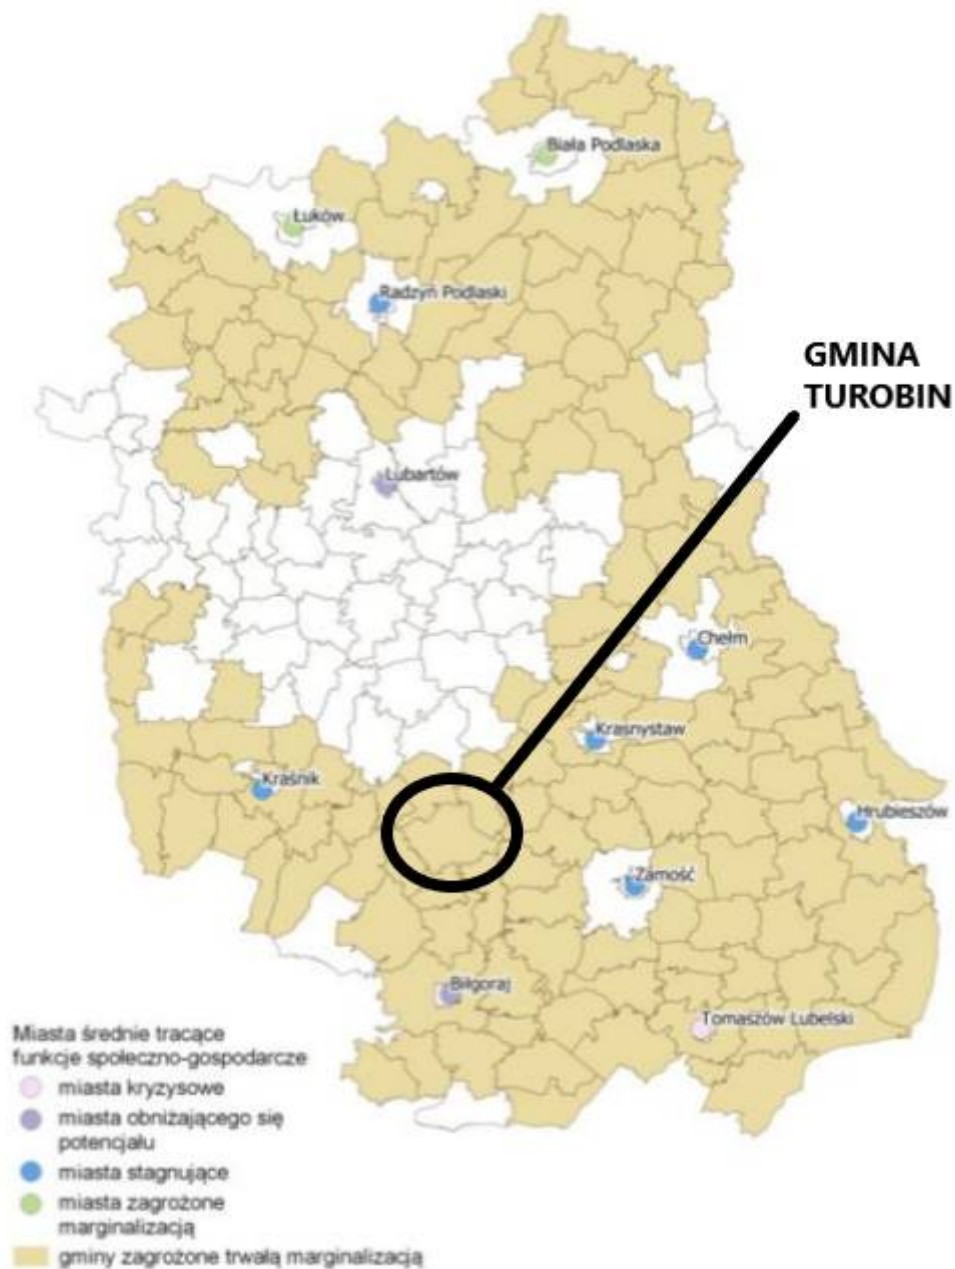 Biała Podlaska
Łuków
Radzyń Podlaski
GMINA
TUROBIN
Lubartów
Chełm
Krasnystaw
Kraśnik
Hrubieszów
Zamość
Biłgoraj
Tomaszów Lubelski
Miasta średnie tracące
funkcje społeczno-gospodarcze
miasta kryzysowe
miasta obniżającego się
potencjału
miasta stagnujące
miasta zagrożone
marginalizacją
gminy zagrożone trwałą marginalizacją